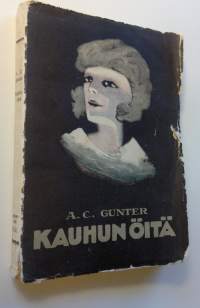 A. C. GUNTER
KAUHUN ÖITÄ